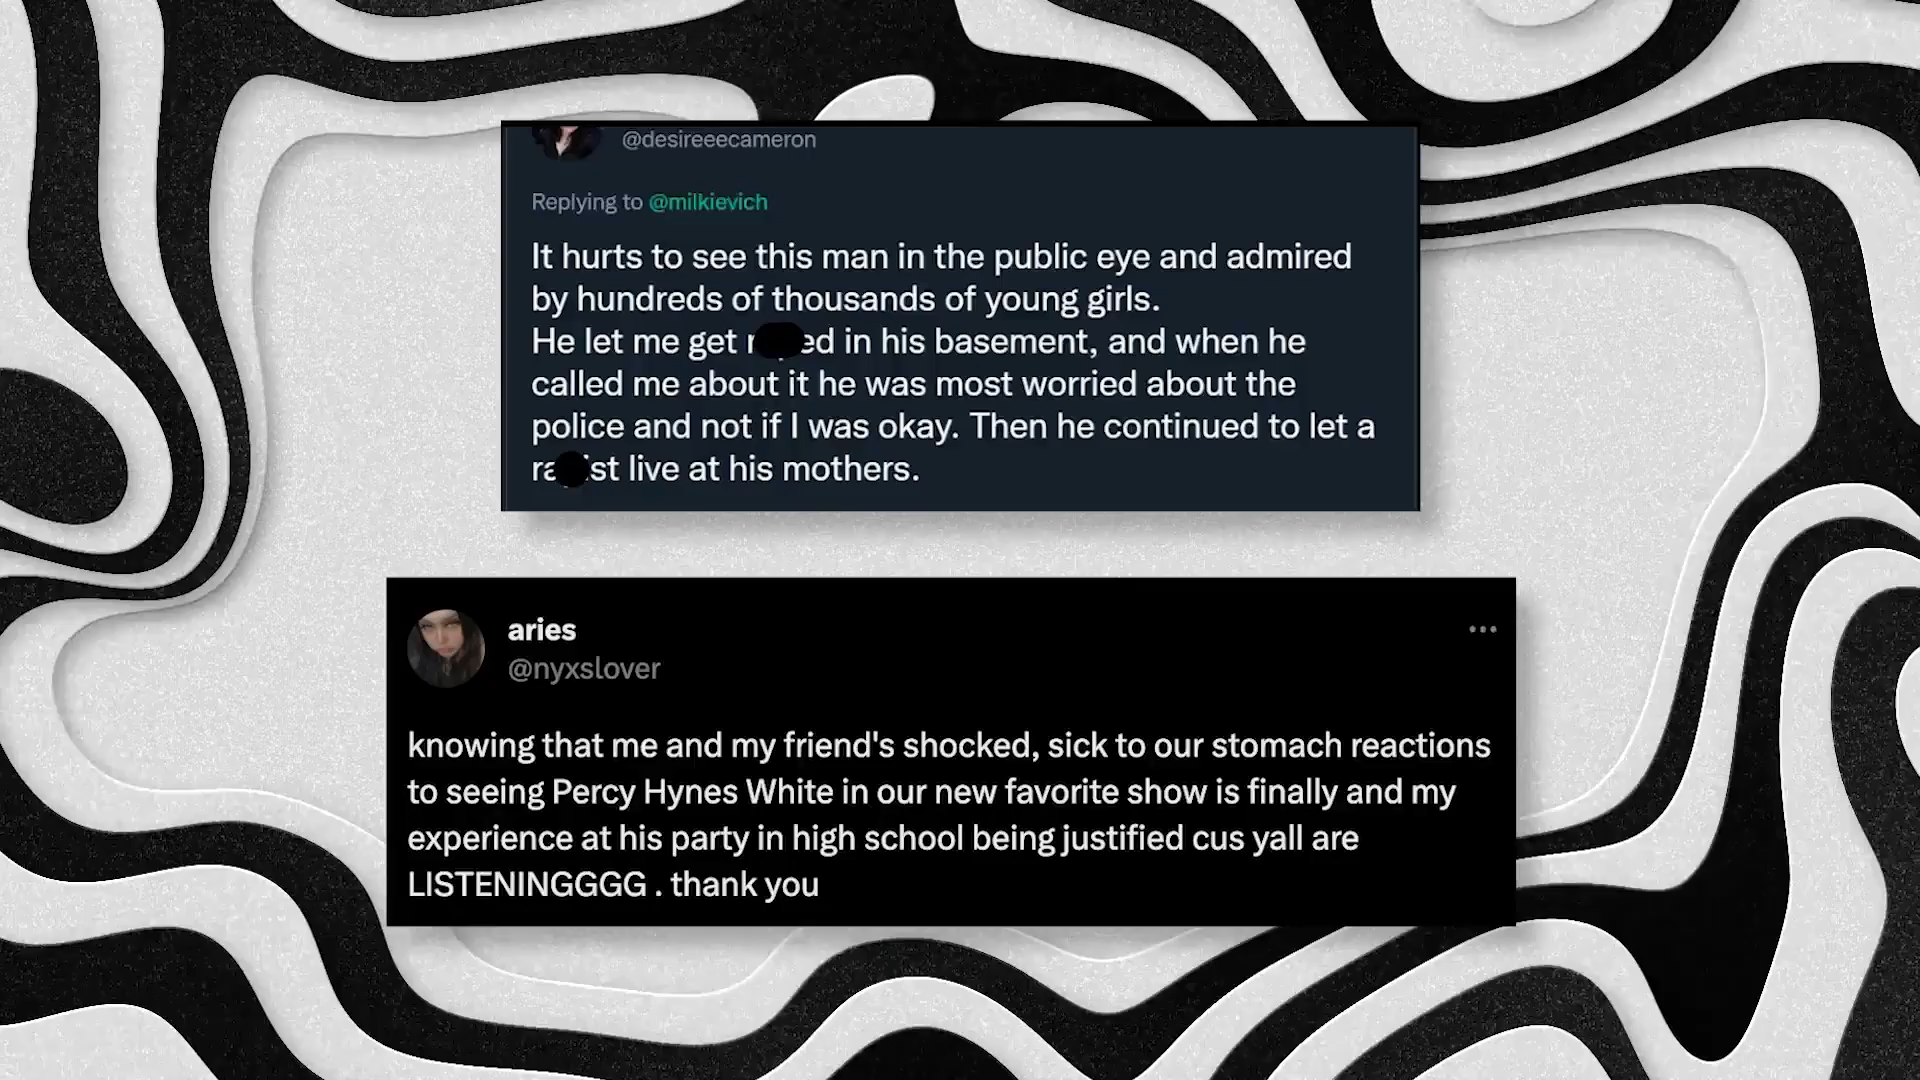 @desireeecameron
Replying to @milkievich
It hurts to see this man in the public eye and admired
by hundreds of thousands of young girls.
He let me get r ed in his basement, and when he
called me about it he was most worried about the
police and not if I was okay. Then he continued to let a
ra st live at his mothers.
aries
@nyxslover
knowing that me and my friend's shocked, sick to our stomach reactions
to seeing Percy Hynes White in our new favorite show is finally and my
experience at his party in high school being justified cus yall are
LISTENINGGGG . thank you